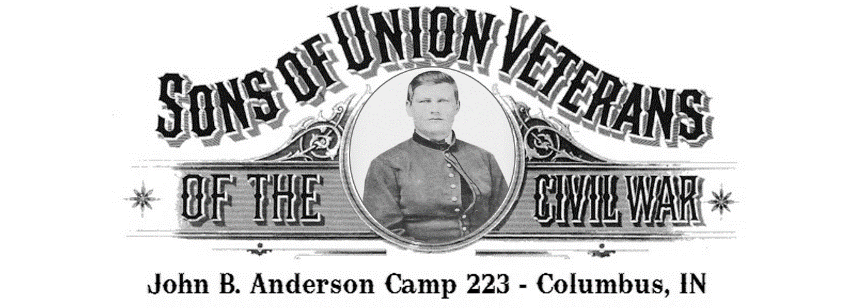 SONS OF UNION VETERANS
OF THE CIVIL WAR
John B. Anderson Camp 223 - Columbus, IN